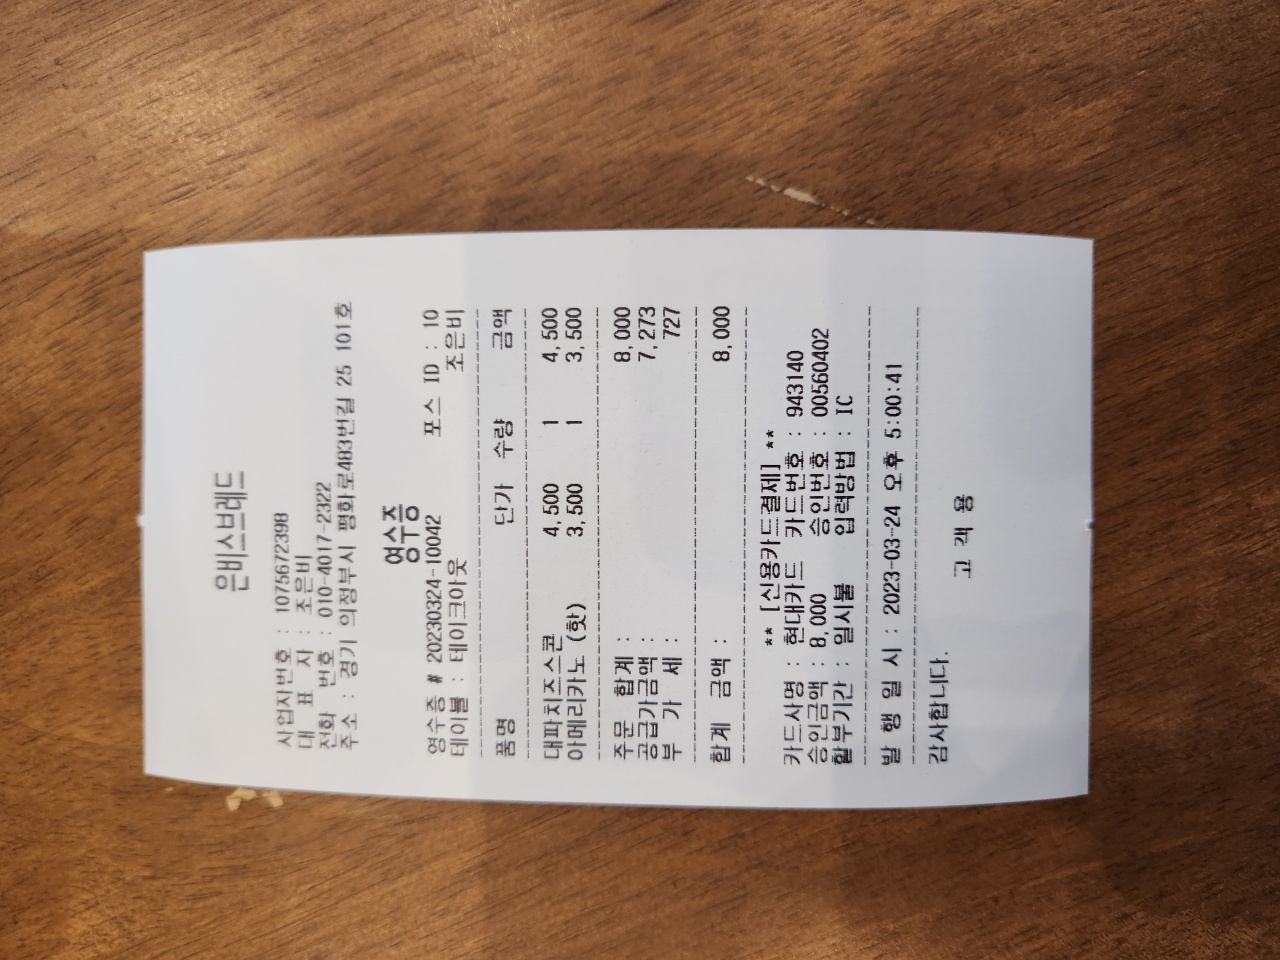 은비스브레드
사업자번호 : 1075672398
대 표 자 : 조은비
전화 번호 : 010-4017-2322
주소 : 경기 의정부시 평화로483번길 25 101호
영수증
영수증 # 20230324-10042 포스 ID : 10
테이블 : 테이크아웃 조은비
품명 단가 수량 금액
대파치즈스콘 4,500 1 4,500
아메리카노 (핫) 3,500 1 3,500
주문 합계 : 8,000
공급가금액 : 7,273
부 가 세 : 727
합계 금액 : 8,000
** [신용카드결제] **
카드사명 : 현대카드 카드번호 : 943140
승인금액 : 8,000 승인번호 : 00560402
할부기간 : 일시불 입력방법 : IC
발 행 일 시 : 2023-03-24 오후 5:00:41
감사합니다.
고 객 용